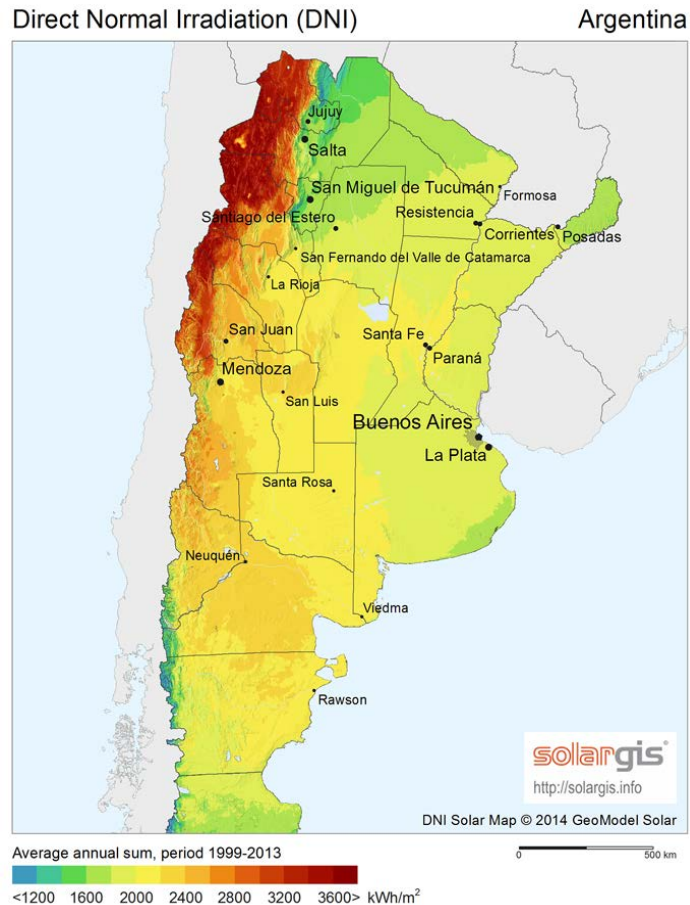 Direct Normal Irradiation (DNI)
Argentina
Jujuy
Salta
San Miguel de Tucumán
Formosa
Santiago del Estero
Resistencia
Corrientes
Posadas
San Fernando del Valle de Catamarca
La Rioja
San Juan
Santa Fe
Paraná
Mendoza
San Luis
Buenos Aires
La Plata
Santa Rosa
Neuquén
Viedma
Rawson
solargis®
http://solargis.info
DNI Solar Map © 2014 GeoModel Solar
Average annual sum, period 1999-2013
0 500 km
<1200 1600 2000 2400 2800 3200 3600> kWh/m²